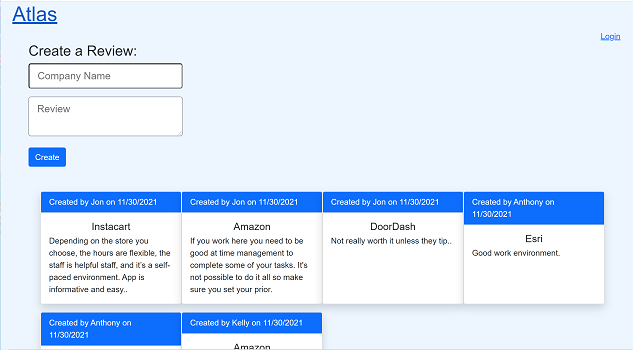 Atlas
Login
Create a Review:
Company Name
Review
Create
Created by Jon on 11/30/2021
Instacart
Depending on the store you
choose, the hours are flexible, the
staff is helpful staff, and it's a self-
paced environment. App is
informative and easy..
Created by Jon on 11/30/2021
Amazon
If you work here you need to be
good at time management to
complete some of your tasks. It's
not possible to do it all so make
sure you set your prior.
Created by Jon on 11/30/2021
DoorDash
Not really worth it unless they tip..
Created by Anthony on
11/30/2021
Esri
Good work environment.
Created by Anthony on
11/30/2021
Created by Kelly on 11/30/2021
Amazon